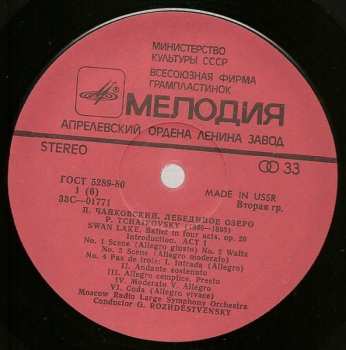 МИНИСТЕРСТВО
КУЛЬТУРЫ СССР
ВСЕСОЮЗНАЯ ФИРМА
ГРАМПЛАСТИНОК
МЕЛОДИЯ
АПРЕЛЕВСКИЙ ОРДЕНА ЛЕНИНА ЗАВОД
STEREO
33
ГОСТ 5289-80
1 (6)
33С—01771
MADE IN USSR
Вторая гр.
П. ЧАЙКОВСКИЙ. ЛЕБЕДИНОЕ ОЗЕРО
P. TCHAIKOVSKY (1840—1893)
SWAN LAKE, Ballet in four acts, op. 20
Introduction. ACT I
No. 1 Scene (Allegro giusto) No. 2 Waltz
No. 3 Scene (Allegro moderato)
No. 4 Pas de trois: I. Intrada (Allegro)
II. Andante sostenuto
III. Allegro semplice. Presto
IV. Moderato V. Allegro
VI. Coda (Allegro vivace)
Moscow Radio Large Symphony Orchestra
Conductor G. ROZHDESTVENSKY